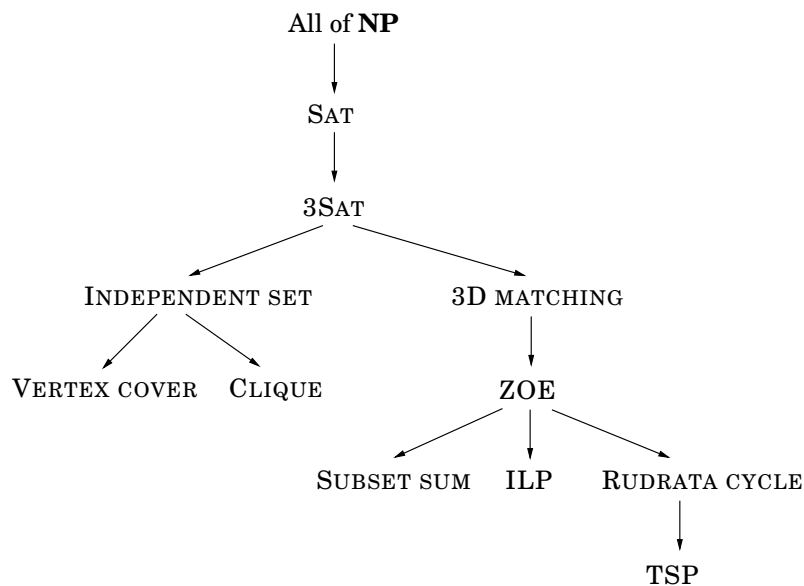 All of NP
SAT
3SAT
INDEPENDENT SET 3D MATCHING
VERTEX COVER CLIQUE ZOE
SUBSET SUM ILP RUDRATA CYCLE
TSP